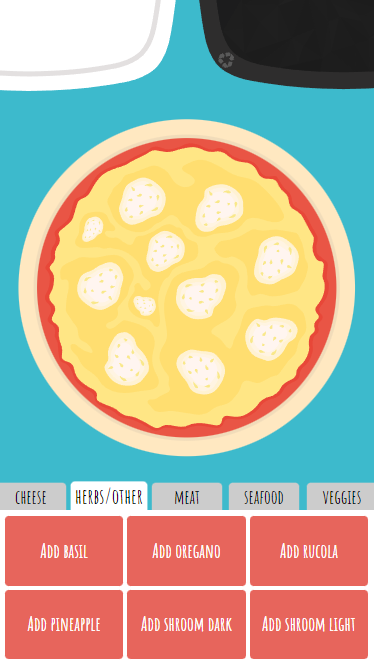 CHEESE
HERBS/OTHER
MEAT
SEAFOOD
VEGGIES
ADD BASIL
ADD OREGANO
ADD RUCOLA
ADD PINEAPPLE
ADD SHROOM DARK
ADD SHROOM LIGHT